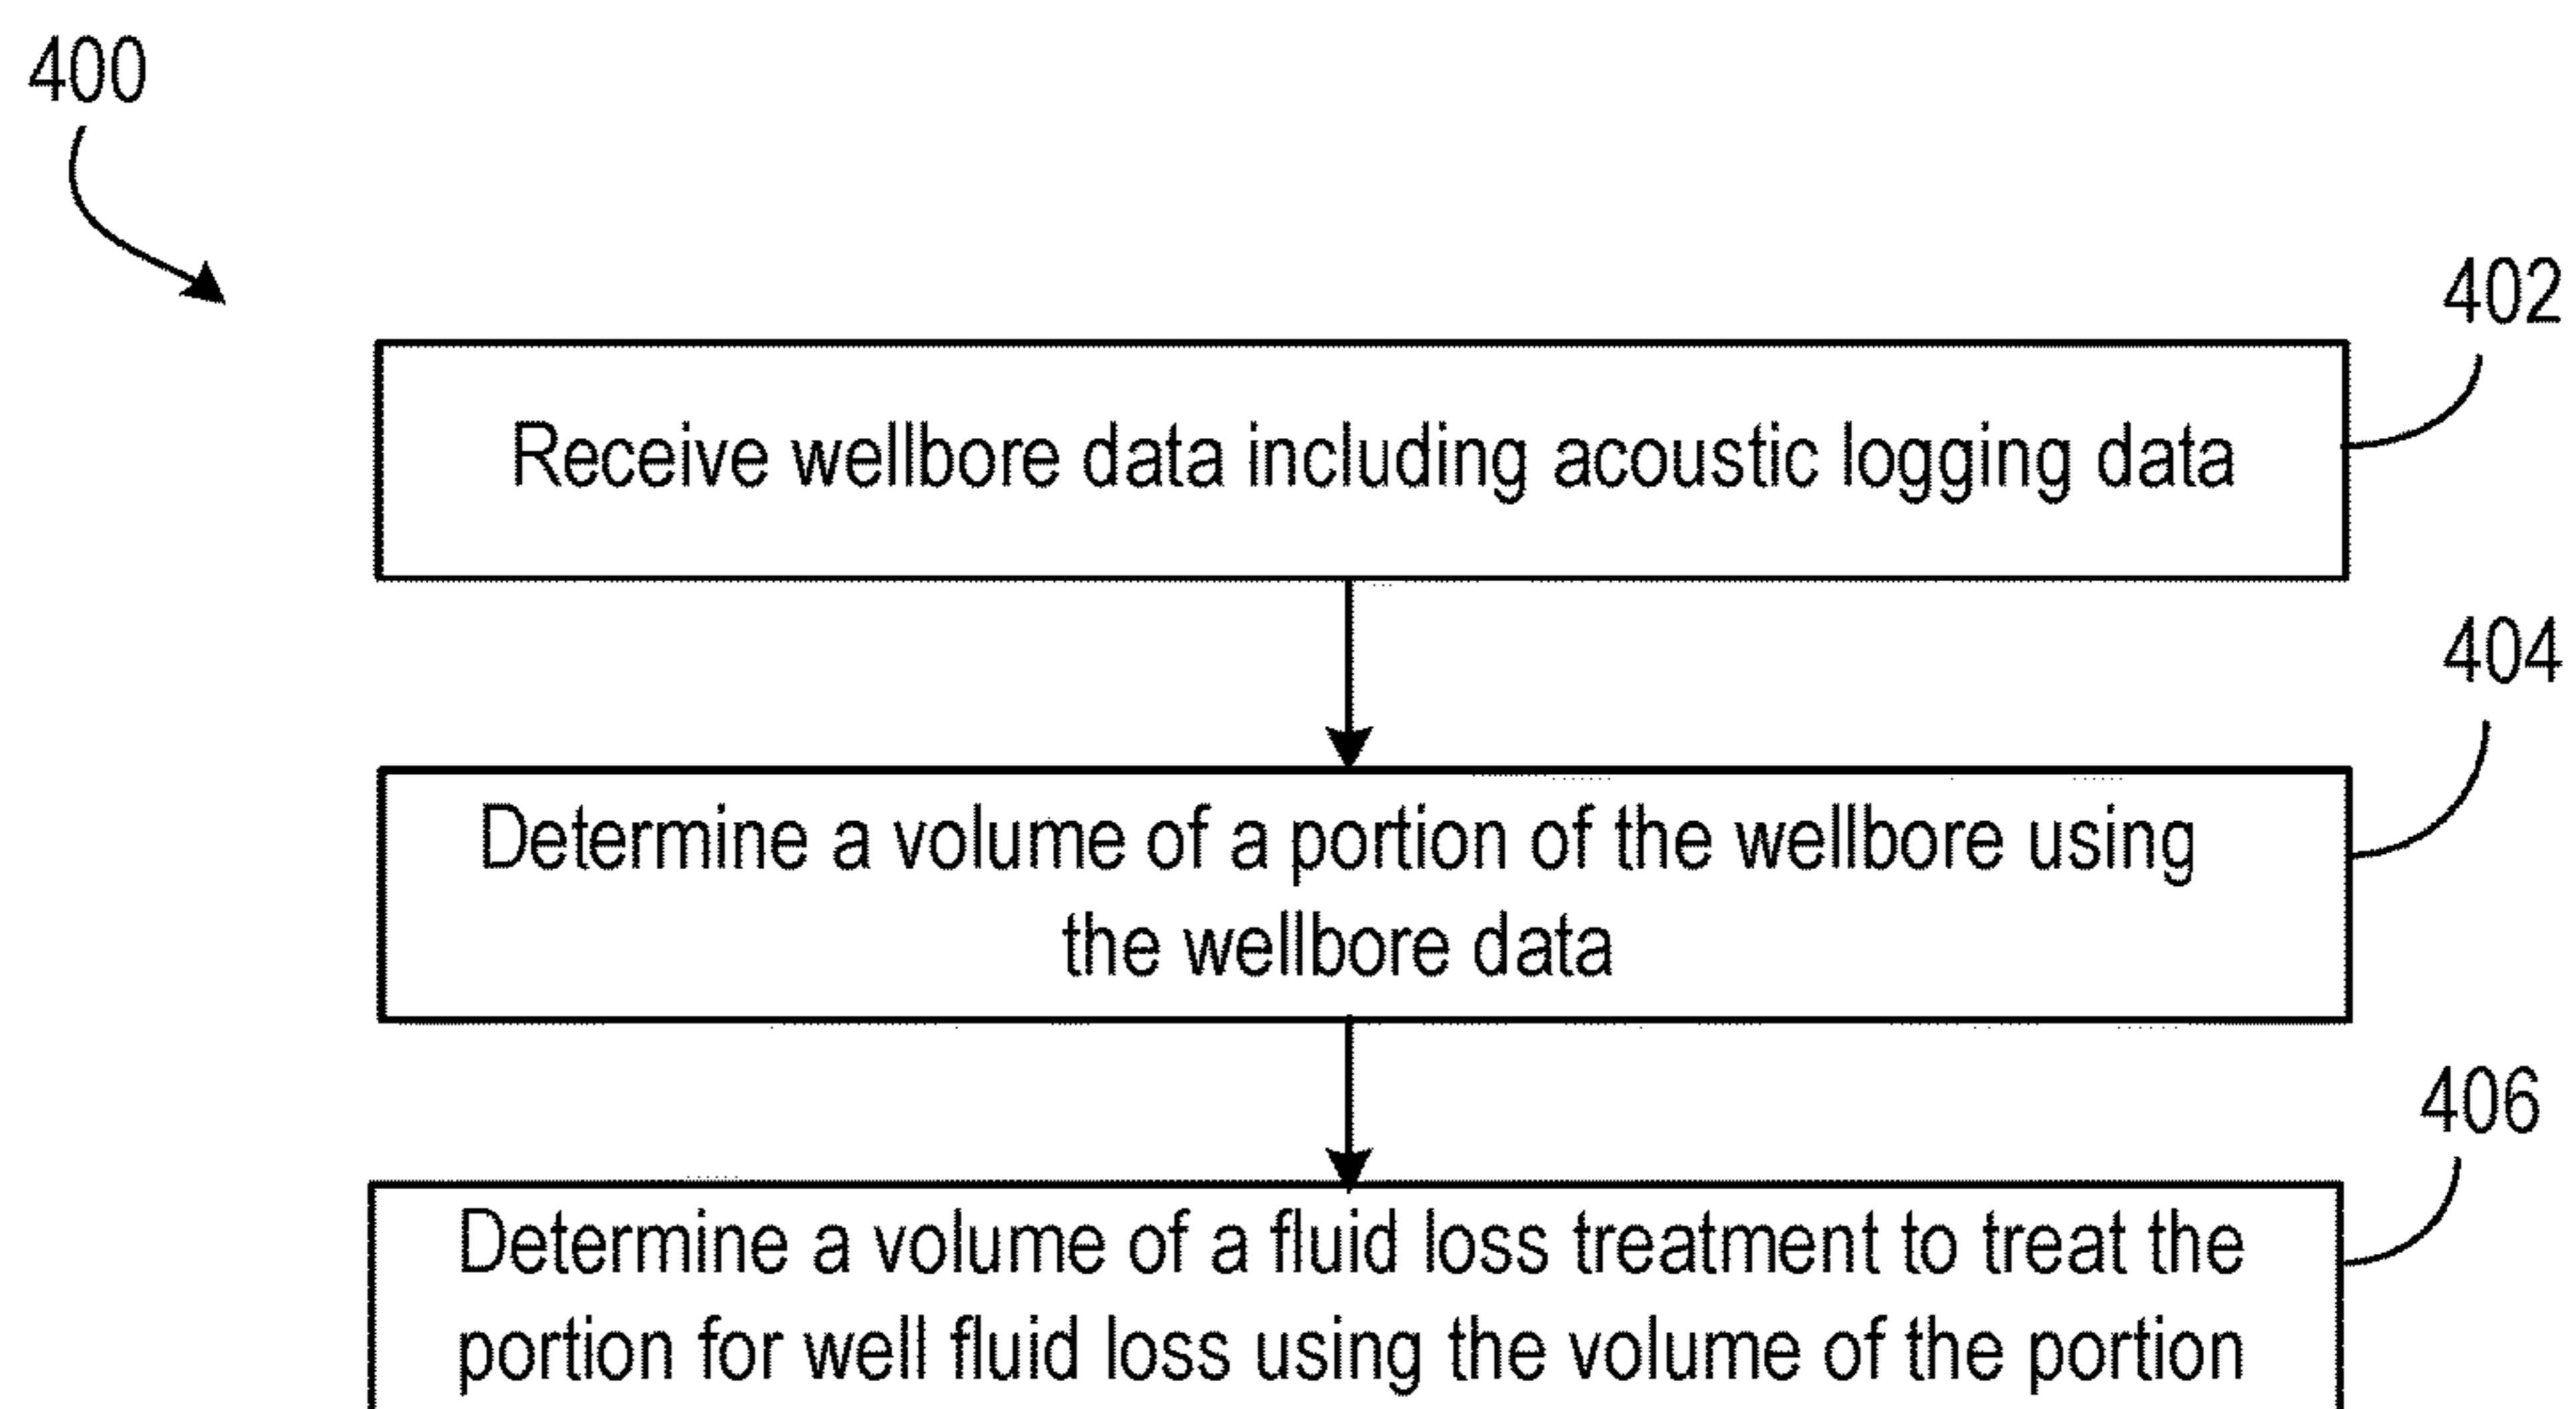 400
402
Receive wellbore data including acoustic logging data
404
Determine a volume of a portion of the wellbore using
the wellbore data
406
Determine a volume of a fluid loss treatment to treat the
portion for well fluid loss using the volume of the portion